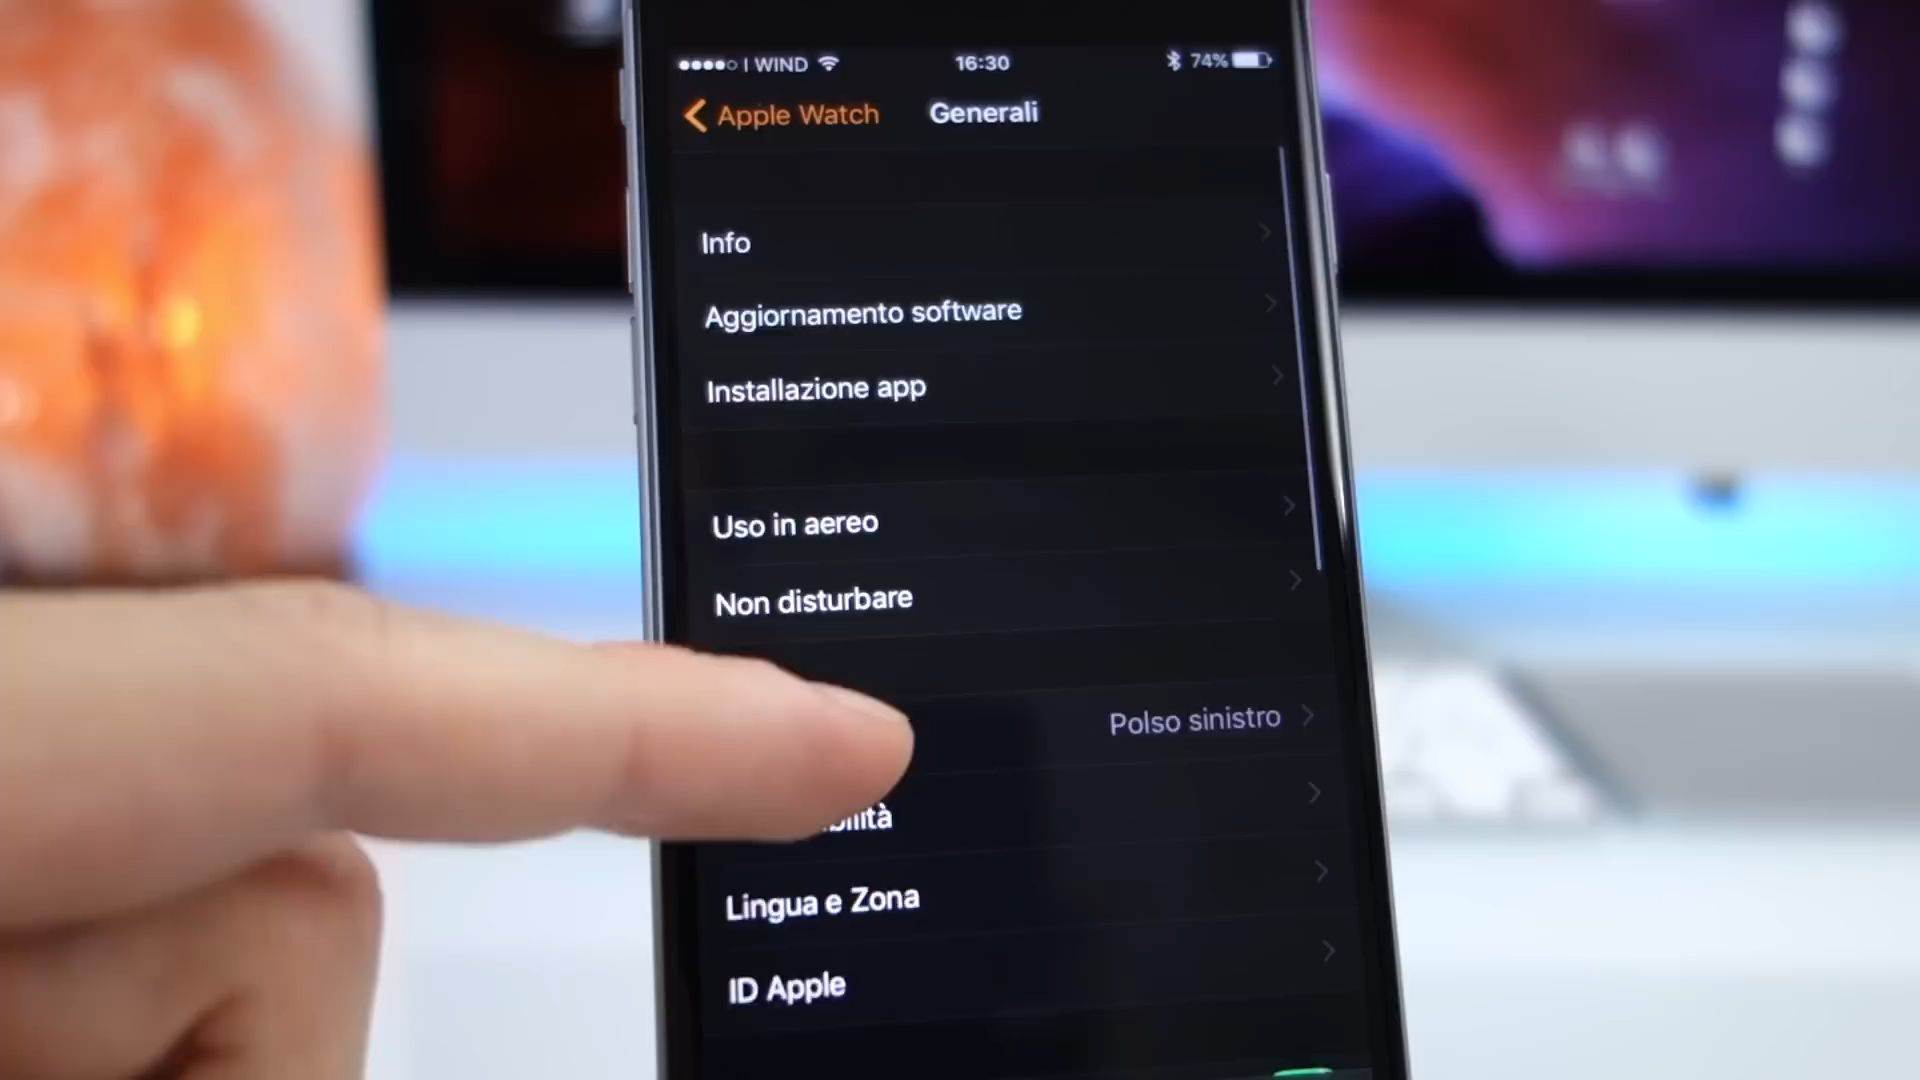 I WIND 16:30 74%
Apple Watch Generali
Info
Aggiornamento software
Installazione app
Uso in aereo
Non disturbare
Polso sinistro
Lingua e Zona
ID Apple